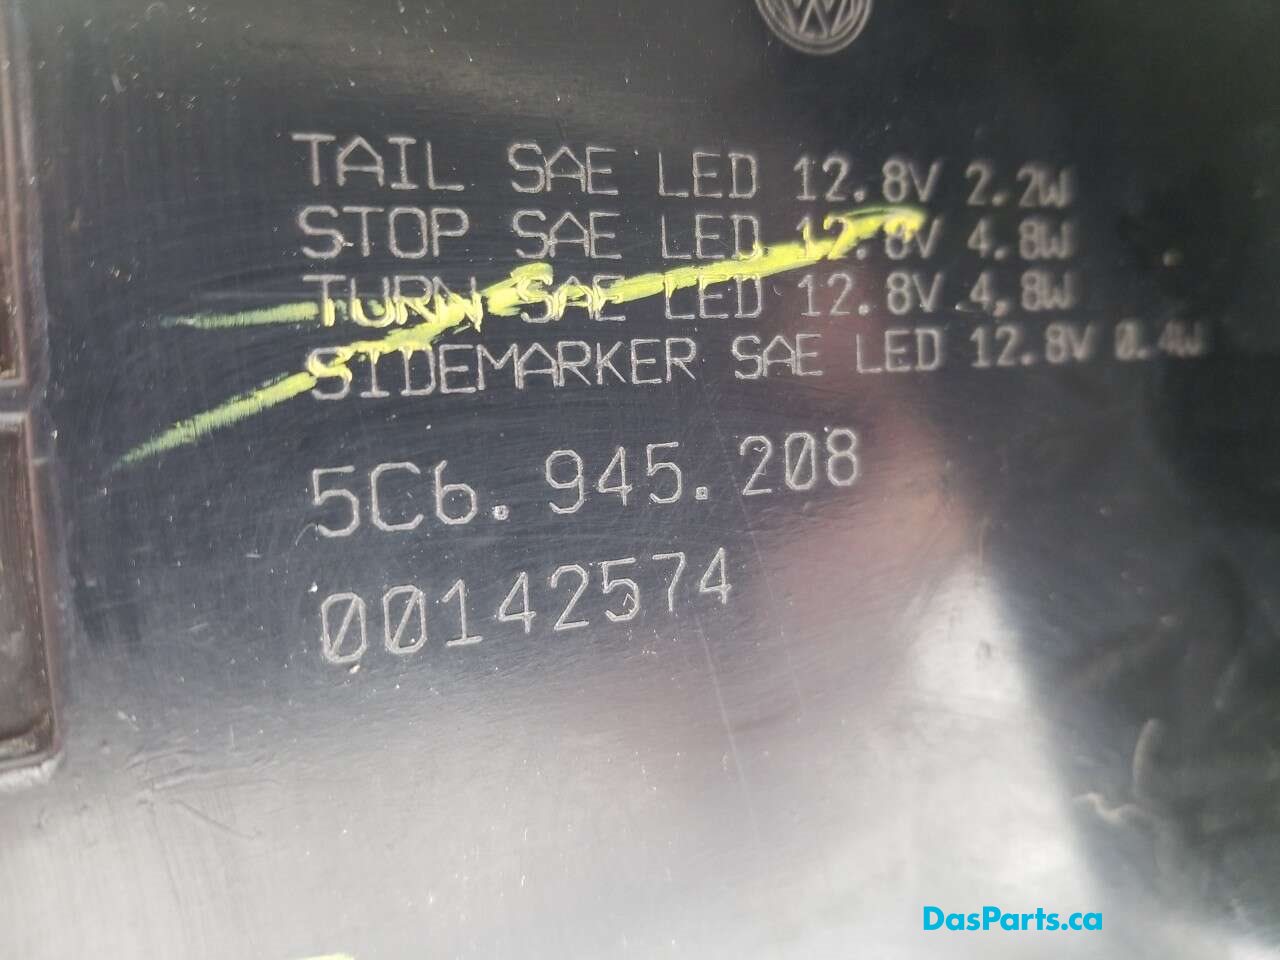 TAIL SAE LED 12.8V 2.2W
STOP SAE LED 12.8V 4.8W
TURN SAE LED 12.8V 4,8W
SIDEMARKER SAE LED 12.8V 0.4W
5C6.945.208
00142574
DasParts.ca